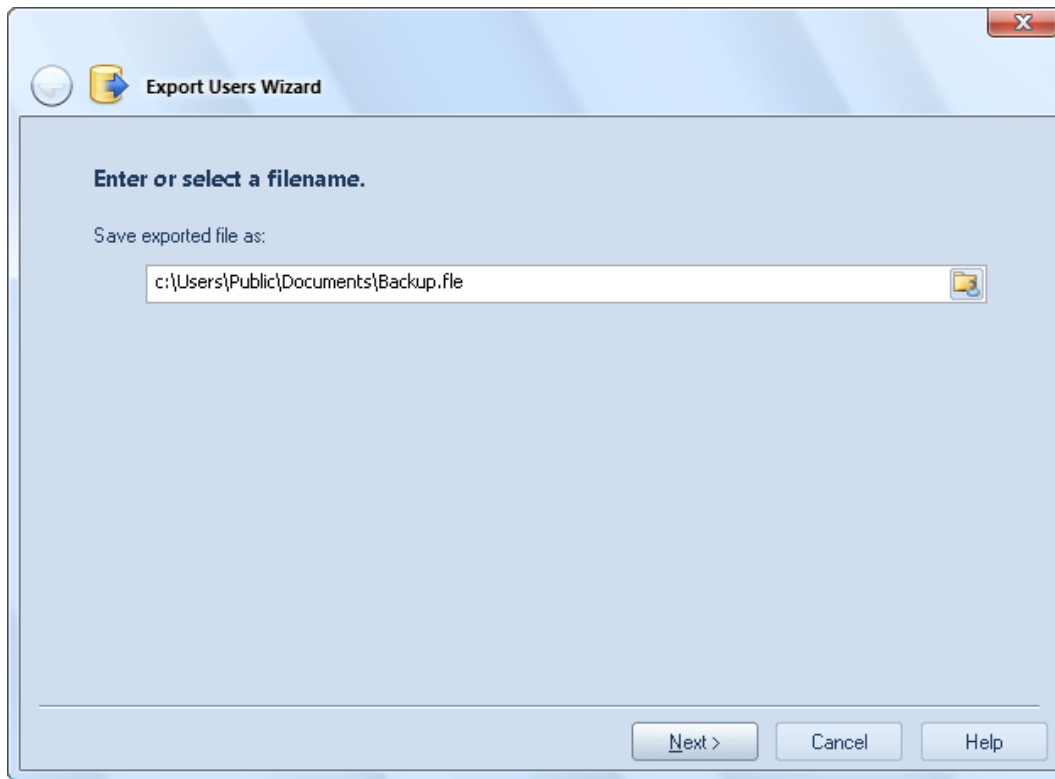 Export Users Wizard
Enter or select a filename.
Save exported file as:
c:\Users\Public\Documents\Backup.fle
Next >
Cancel
Help